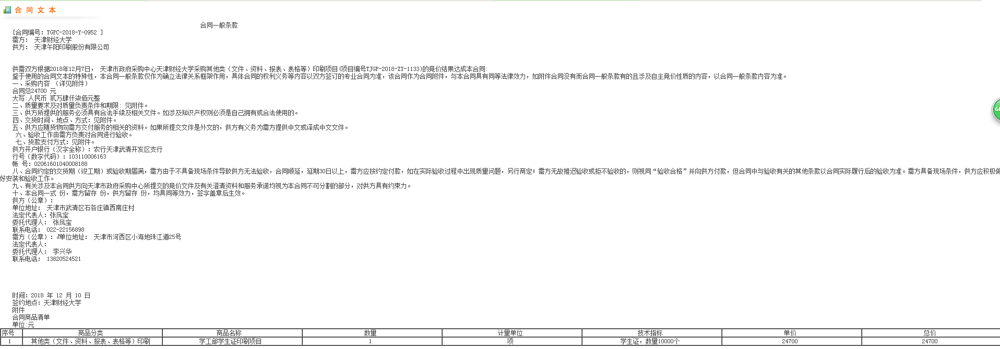 合同文本
合同一般条款
[合同编号: TGPC-2018-Y-0952 ]
需方： 天津财经大学
供方： 天津午阳印刷股份有限公司
供需双方根据2018年12月7日， 天津市政府采购中心天津财经大学采购其他类（文件、资料、报表、表格等）印刷项目(项目编号TJGP-2018-ZY-1133)的竟价结果达成本合同:
鉴于使用的合同文本的特殊性，本合同一般条款仅作为确立法律关系框架作用，具体合同的权利义务等内容以双方签订的专业合同为准，该合同作为合同附件，与本合同具有同等法律效力，如附件合同没有而合同一般条款有的且涉及自主竟价性质的内容，以合同一般条款内容为准。
一、采购内容 （详见附件）
合同总24700 元
大写:人民币 贰万肆仟柒佰元整
二、质量要求及对质量负责条件和期限: 见附件。
三、供方所提供的服务必须具有合法手续及相关文件。如涉及知识产权则必须是自己拥有或合法使用的。
四、交货时间、地点、方式: 见附件。
五、供方应随货物向需方交付服务的相关的资料。如果所提交文件是外文的，供方有义务为需方提供中文或译成中文文件。
六、验收工作由需方负责对合同进行验收。
七、货款支付方式: 见附件。
供方开户银行（汉字全称）: 农行天津武清开发区支行
行号（数字代码）: 103110006163
帐 号: 02061601040008188
八、合同约定的交货期（竣工期）或验收期届满，需方由于不具备现场条件导致供方无法验收，合同顺延，延期30日以上，需方应按约定付款，如在实际验收过程中出现质量问题，另行商定；需方无故推迟验收或拒不验收的，则视同“验收合格”并向供方付款，但合同中与验收有关的其他条款以合同实际履行后的验收为准。需方具备现场条件，供方应积极做
好安装和验收工作。
九、有关涉及本合同供方向天津市政府采购中心所提交的竟价文件及有关澄清资料和服务承诺均视为本合同不可分割的部分，对供方具有约束力。
十、本合同一式 份，需方留存 份，供方留存 份，均具同等效力，签字盖章后生效。
供方（公章）:
单位地址: 天津市武清区石各庄镇西南庄村
法定代表人: 张凤宝
委托代理人: 张凤宝
联系电话: 022-22156898
需方（公章）: 单位地址: 天津市河西区小海地珠江道25号
法定代表人:
委托代理人: 李兴华
联系电话: 13820524521
时间: 2018 年 12 月 10 日
签约地点: 天津财经大学
附件
合同商品清单
单位:元
序号 商品分类 商品名称 数量 计量单位 技术指标 单价 总价
1 其他类（文件、资料、报表、表格等）印刷 学工部学生证印刷项目 1 项 学生证，数量10000个 24700 24700